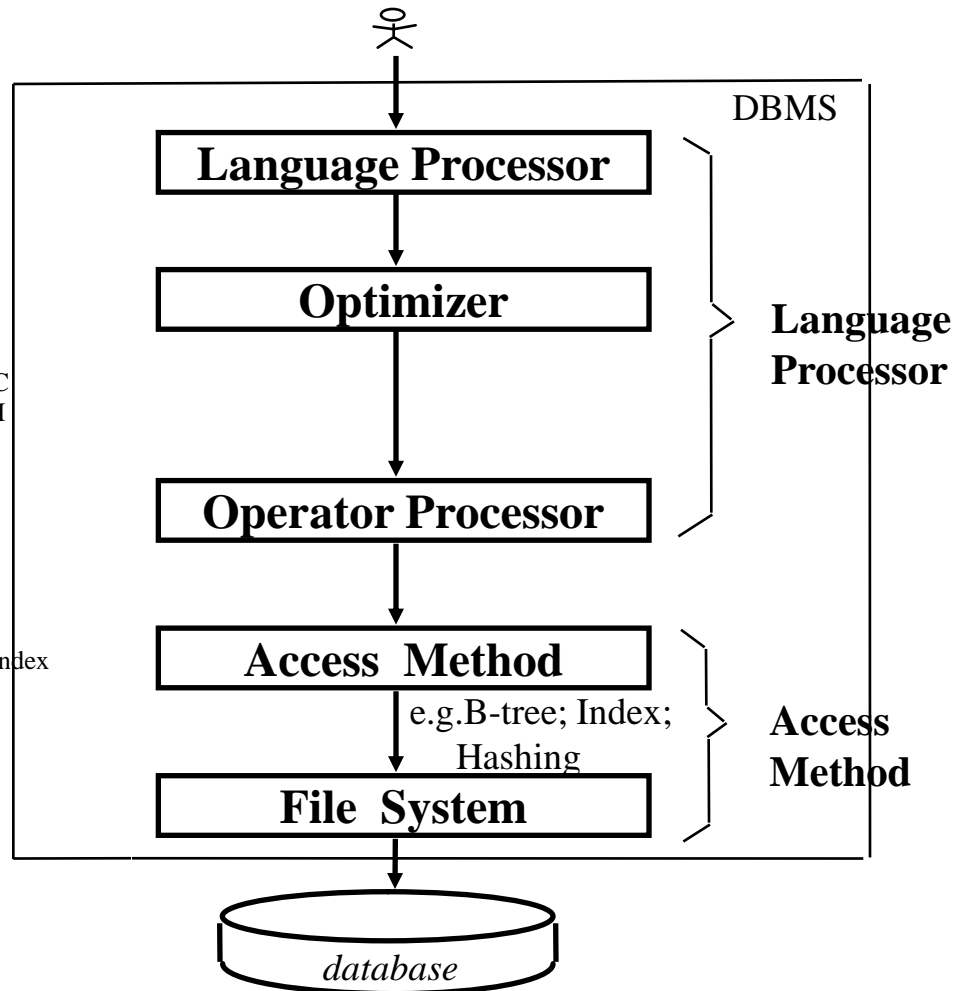 DBMS
Language Processor
Optimizer
Language
Processor
C
Operator Processor
Access Method
ndex
e.g.B-tree; Index;
Hashing
Access
Method
File System
database